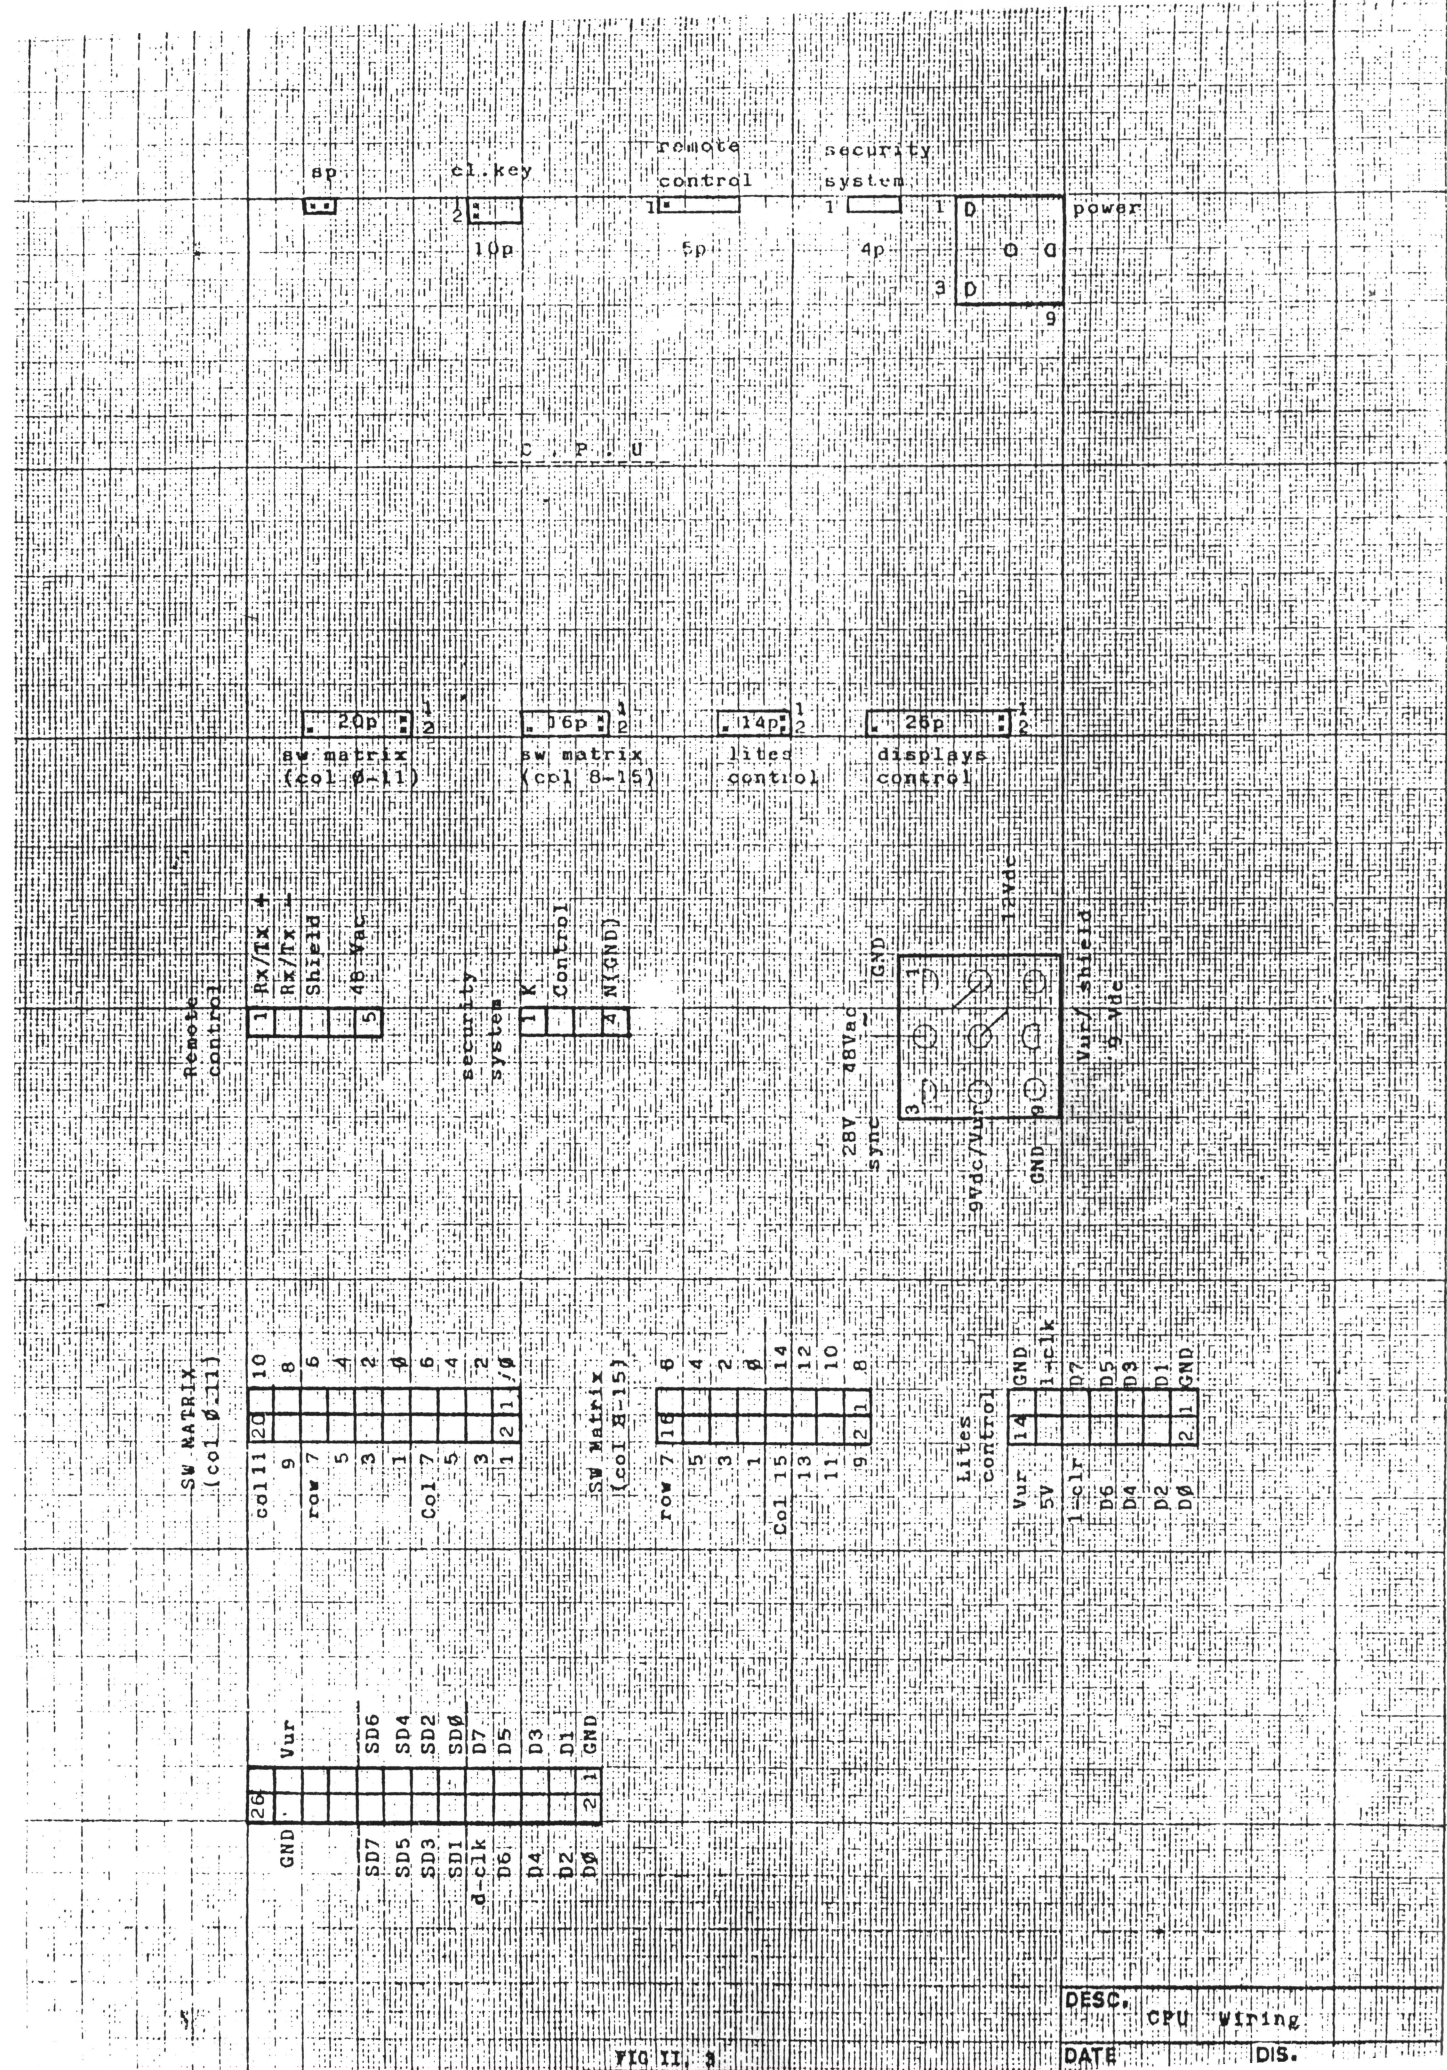 sp
cl.key
remote
control
security
system
2
1
1
1
D
power
10p
5p
4p
3
D
9
C . P . U
20p
1
2
16p
1
2
14p
1
2
26p
1
2
sw matrix
(col Ø-11)
sw matrix
(col 8-15)
lites
control
displays
control
Remote
control
1 Rx/Tx +
Rx/Tx -
Shield
5 48 Vac
security
system
1 K
Control
4 N(GND)
28V
sync
48Vac
~
GND
3
1
12Vdc
9Vdc/Vur
GND
9
Vur/shield
9 Vdc
SW MATRIX
(col Ø-11)
col11 20 10
9 8
row 7 6
5 4
3 2
1 Ø
Col 7 6
5 4
3 2
1 2 1 /Ø
SW Matrix
(col 8-15)
row 7 16 6
5 4
3 2
1 Ø
Col 15 14
13 12
11 10
9 2 1 8
Lites
control
Vur 14 GND
5V l-clk
l-clr D7
D6 D5
D4 D3
D2 D1
DØ 2 1 GND
26
GND Vur
SD7 SD6
SD5 SD4
SD3 SD2
SD1 SDØ
d-clk D7
D6 D5
D4 D3
D2 D1
DØ 2 1 GND
DESC.
CPU Wiring
DATE DIS.
FIG II. 3